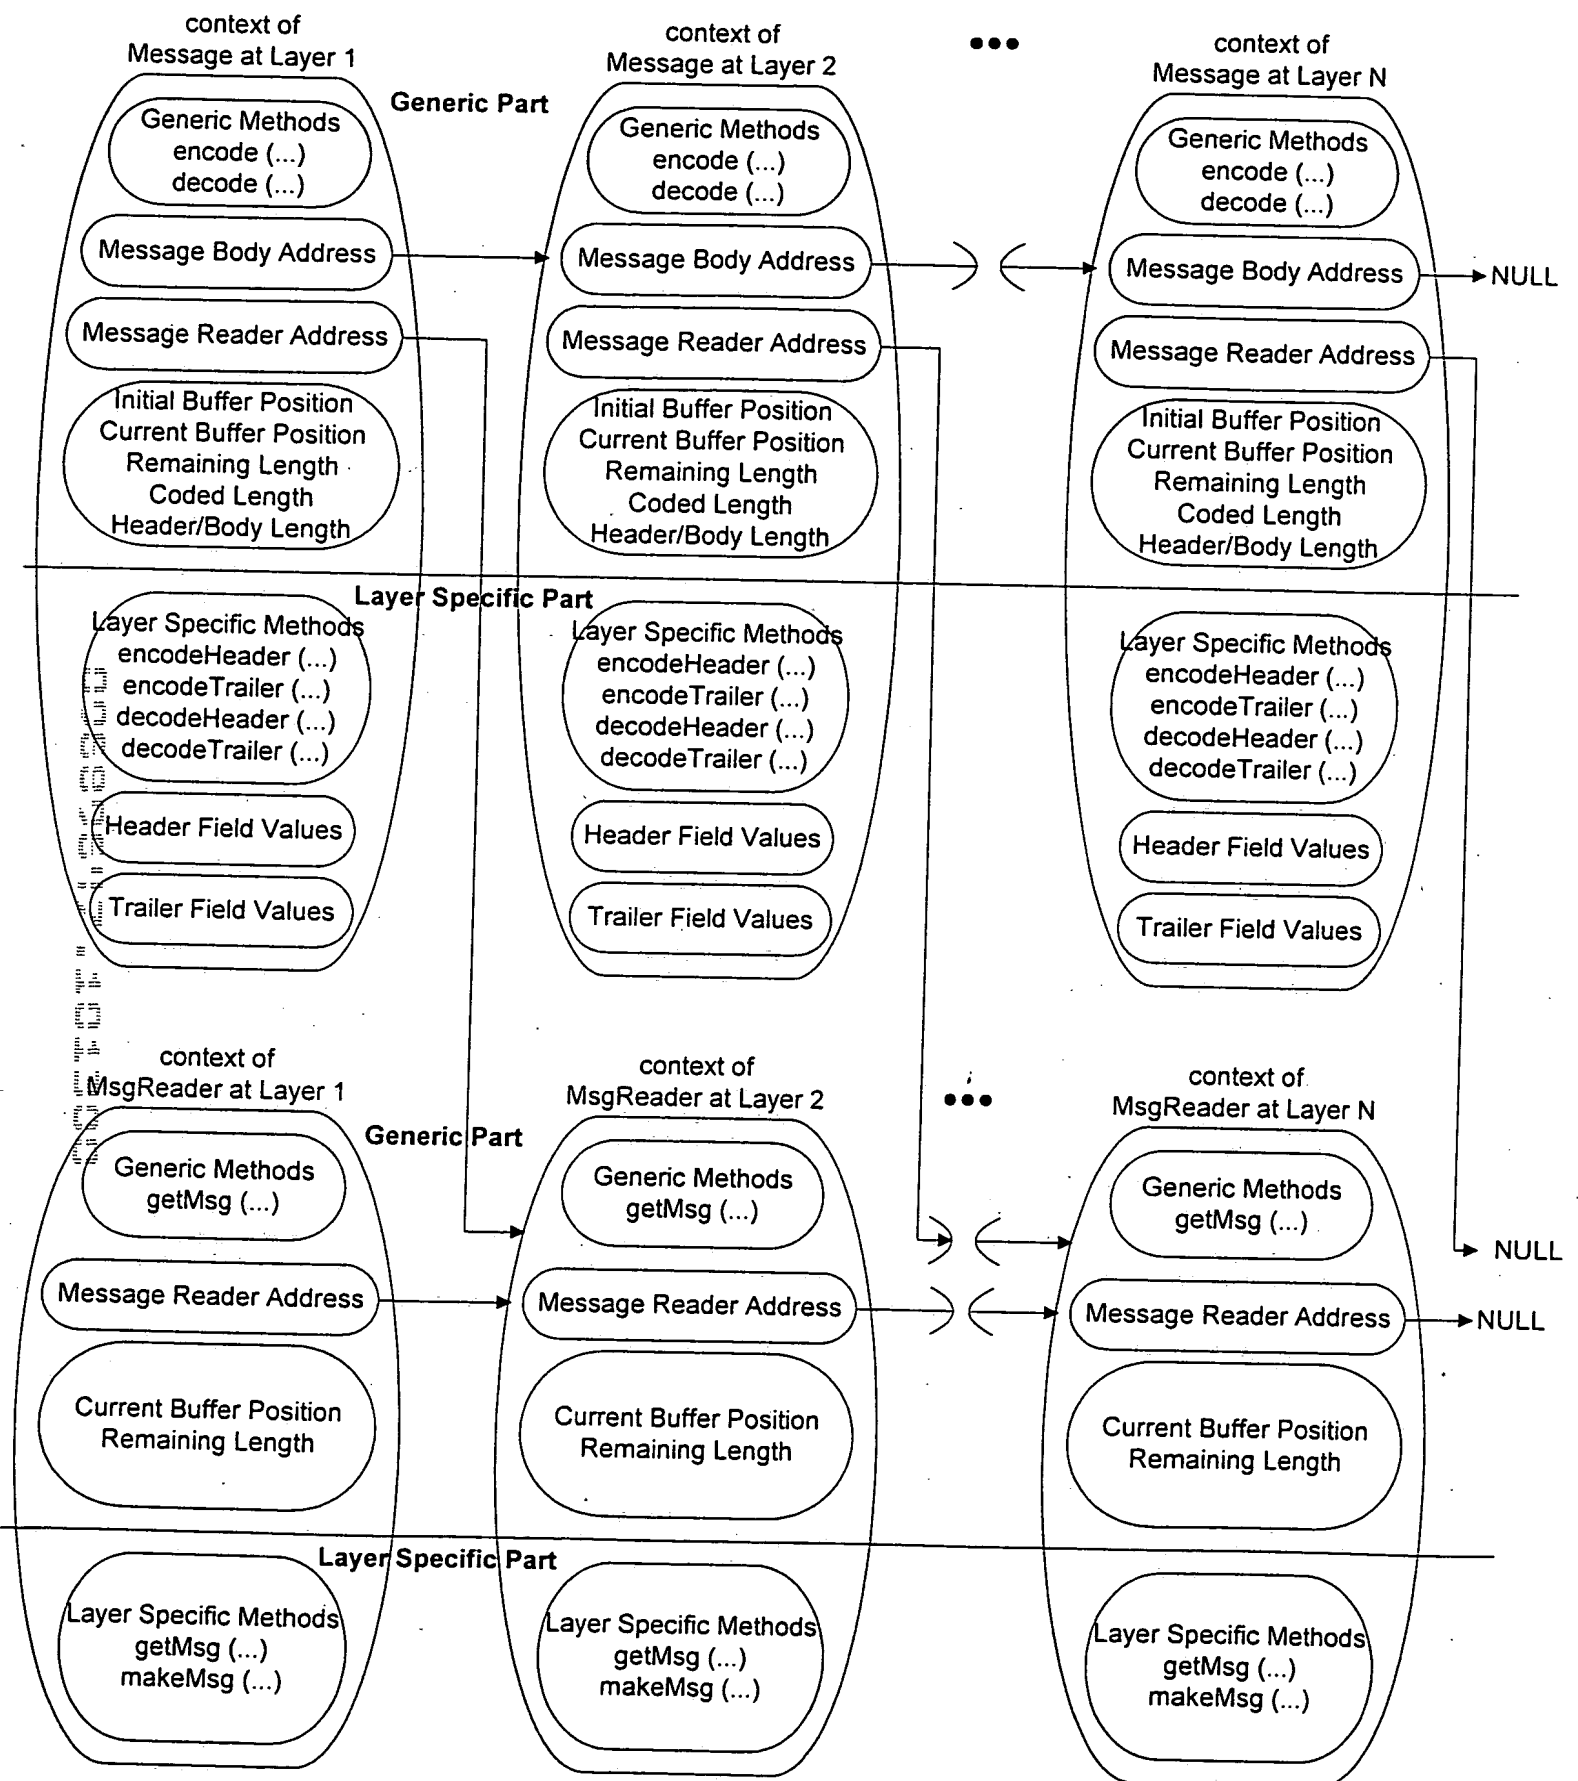 context of
Message at Layer 1
context of
Message at Layer 2
•••
context of
Message at Layer N
Generic Part
Generic Methods
encode (...)
decode (...)
Message Body Address
Message Reader Address
Initial Buffer Position
Current Buffer Position
Remaining Length
Coded Length
Header/Body Length
Generic Methods
encode (...)
decode (...)
Message Body Address
Message Reader Address
Initial Buffer Position
Current Buffer Position
Remaining Length
Coded Length
Header/Body Length
Generic Methods
encode (...)
decode (...)
Message Body Address
NULL
Message Reader Address
Initial Buffer Position
Current Buffer Position
Remaining Length
Coded Length
Header/Body Length
Layer Specific Part
Layer Specific Methods
encodeHeader (...)
encodeTrailer (...)
decodeHeader (...)
decodeTrailer (...)
Header Field Values
Trailer Field Values
Layer Specific Methods
encodeHeader (...)
encodeTrailer (...)
decodeHeader (...)
decodeTrailer (...)
Header Field Values
Trailer Field Values
Layer Specific Methods
encodeHeader (...)
encodeTrailer (...)
decodeHeader (...)
decodeTrailer (...)
Header Field Values
Trailer Field Values
context of
MsgReader at Layer 1
context of
MsgReader at Layer 2
•••
context of
MsgReader at Layer N
Generic Part
Generic Methods
getMsg (...)
Message Reader Address
Current Buffer Position
Remaining Length
Generic Methods
getMsg (...)
Message Reader Address
Current Buffer Position
Remaining Length
Generic Methods
getMsg (...)
NULL
Message Reader Address
NULL
Current Buffer Position
Remaining Length
Layer Specific Part
Layer Specific Methods
getMsg (...)
makeMsg (...)
Layer Specific Methods
getMsg (...)
makeMsg (...)
Layer Specific Methods
getMsg (...)
makeMsg (...)